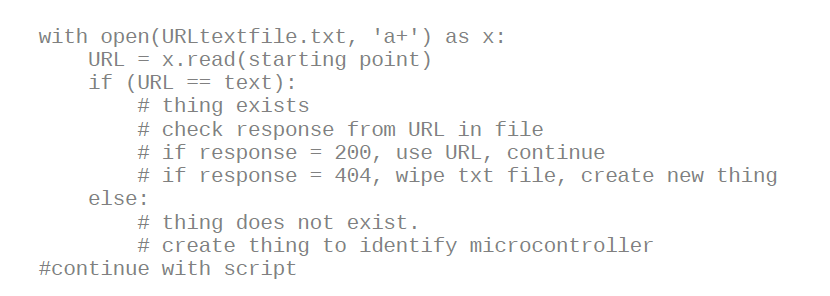 with open(URLtextfile.txt, 'a+') as x:
    URL = x.read(starting point)
    if (URL == text):
        # thing exists
        # check response from URL in file
        # if response = 200, use URL, continue
        # if response = 404, wipe txt file, create new thing
    else:
        # thing does not exist.
        # create thing to identify microcontroller
#continue with script